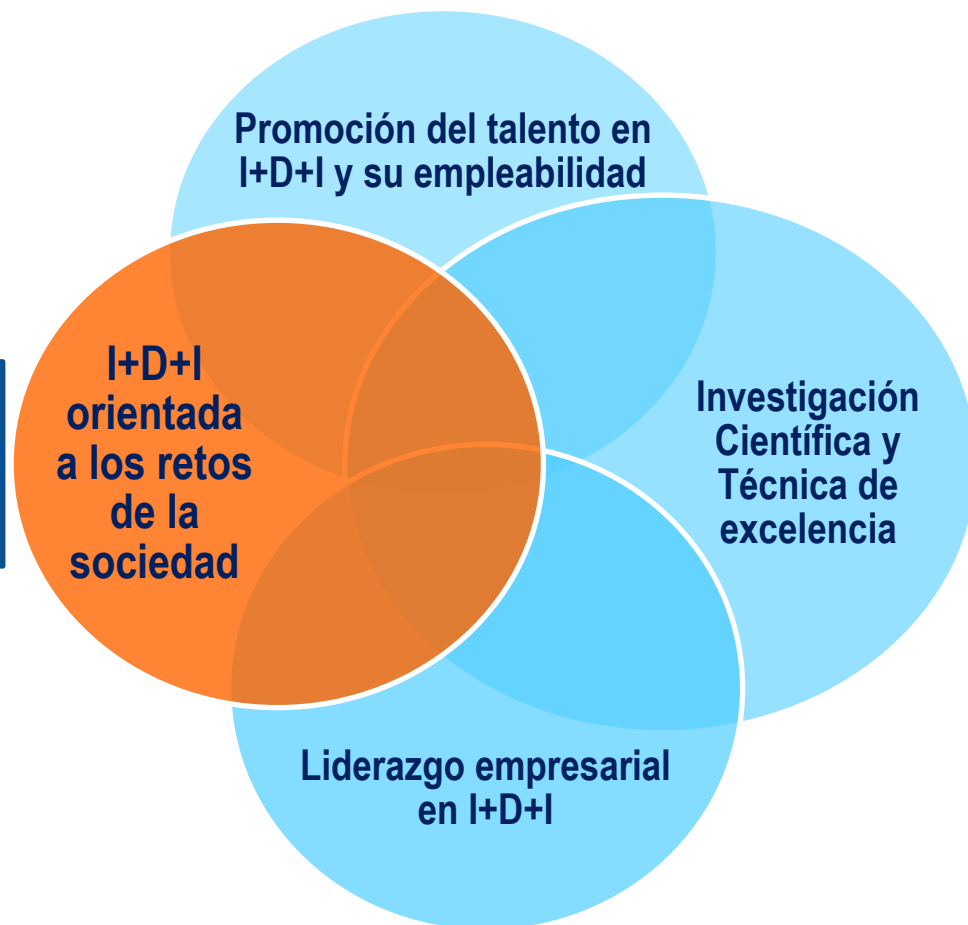 Promoción del talento en
I+D+I y su empleabilidad
I+D+I
orientada
a los retos
de la
sociedad
Investigación
Científica y
Técnica de
excelencia
Liderazgo empresarial
en I+D+I